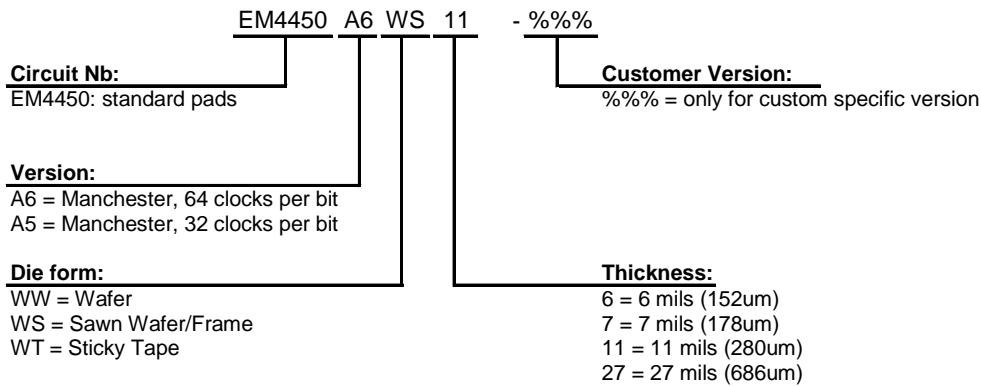 EM4450 A6 WS 11 - %%%
Circuit Nb:
EM4450: standard pads
Customer Version:
%%% = only for custom specific version
Version:
A6 = Manchester, 64 clocks per bit
A5 = Manchester, 32 clocks per bit
Die form:
WW = Wafer
WS = Sawn Wafer/Frame
WT = Sticky Tape
Thickness:
6 = 6 mils (152um)
7 = 7 mils (178um)
11 = 11 mils (280um)
27 = 27 mils (686um)